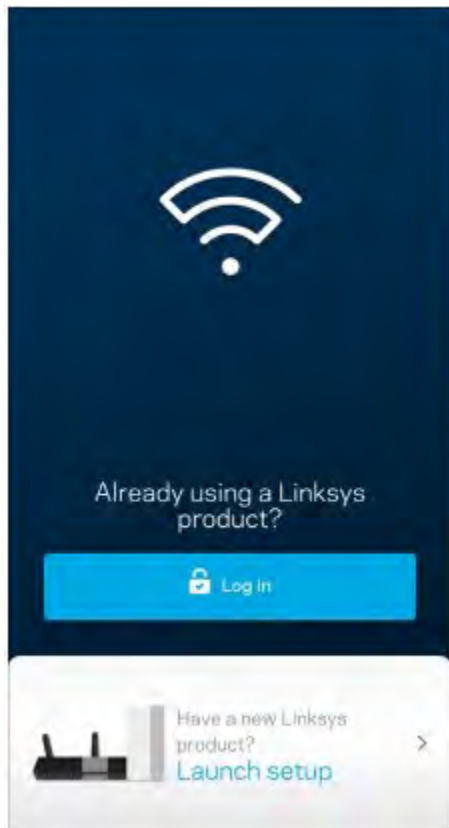 Already using a Linksys
product?
Log in
Have a new Linksys
product?
Launch setup